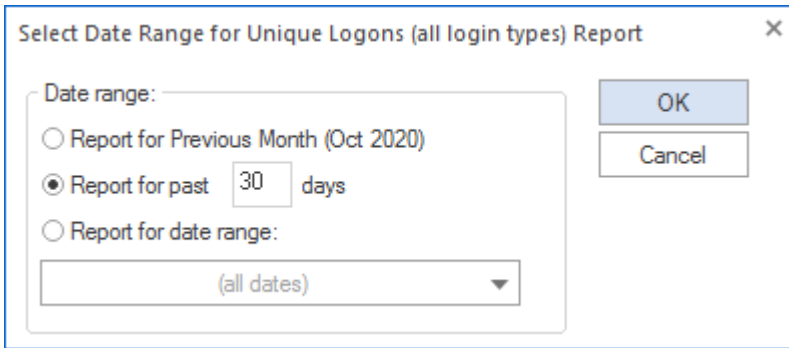 Select Date Range for Unique Logons (all login types) Report
Date range:
Report for Previous Month (Oct 2020)
Report for past 30 days
Report for date range:
(all dates)
OK
Cancel